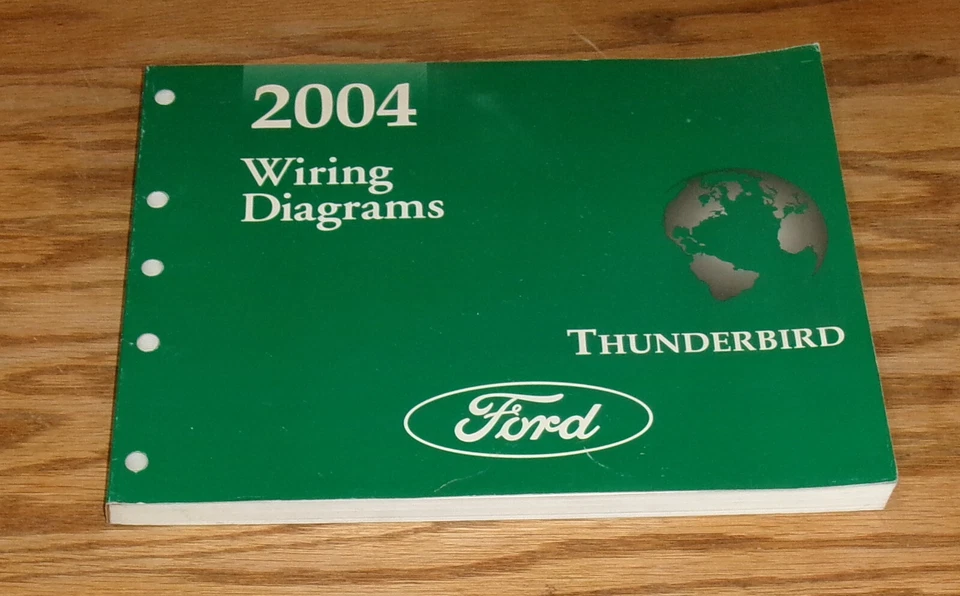 2004
Wiring
Diagrams
THUNDERBIRD
Ford